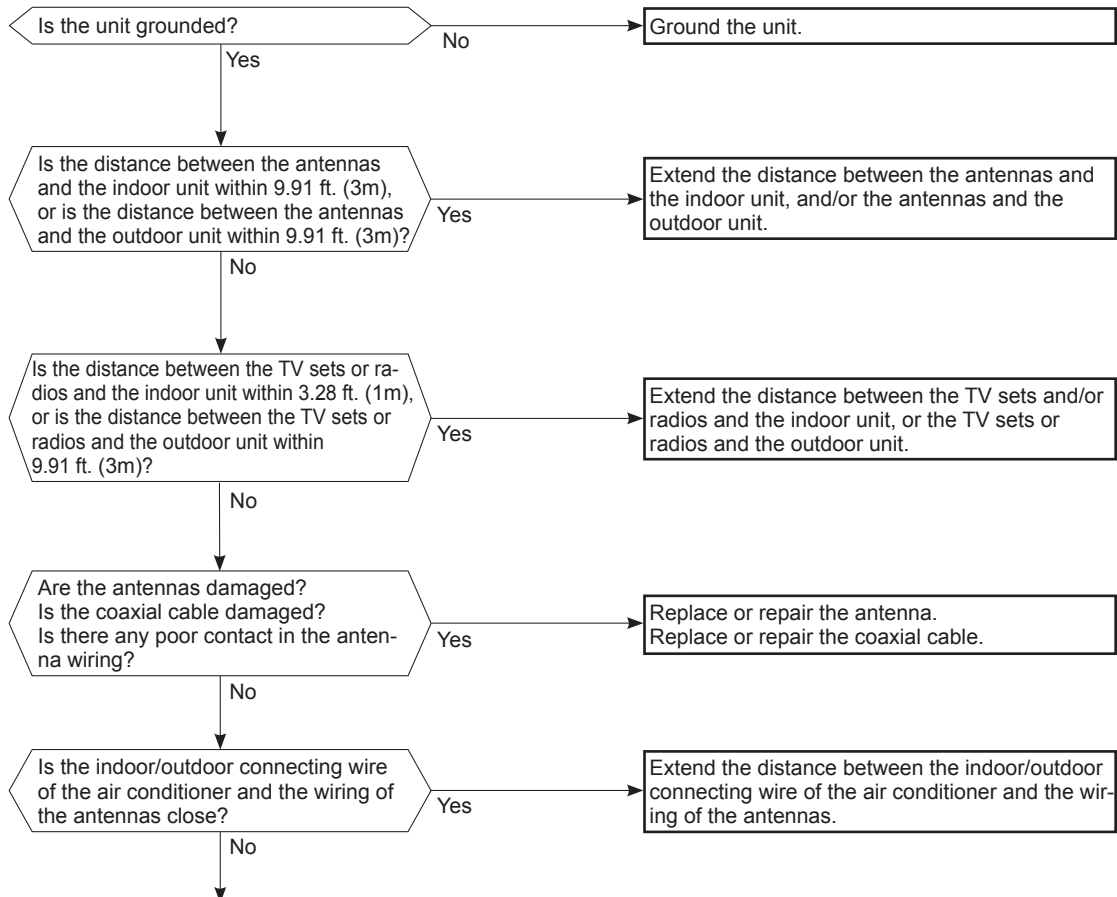 Is the unit grounded?
No
Ground the unit.
Yes
Is the distance between the antennas
and the indoor unit within 9.91 ft. (3m),
or is the distance between the antennas
and the outdoor unit within 9.91 ft. (3m)?
Yes
Extend the distance between the antennas and
the indoor unit, and/or the antennas and the
outdoor unit.
No
Is the distance between the TV sets or ra-
dios and the indoor unit within 3.28 ft. (1m),
or is the distance between the TV sets or
radios and the outdoor unit within
9.91 ft. (3m)?
Yes
Extend the distance between the TV sets and/or
radios and the indoor unit, or the TV sets or
radios and the outdoor unit.
No
Are the antennas damaged?
Is the coaxial cable damaged?
Is there any poor contact in the anten-
na wiring?
Yes
Replace or repair the antenna.
Replace or repair the coaxial cable.
No
Is the indoor/outdoor connecting wire
of the air conditioner and the wiring of
the antennas close?
Yes
Extend the distance between the indoor/outdoor
connecting wire of the air conditioner and the wir-
ing of the antennas.
No